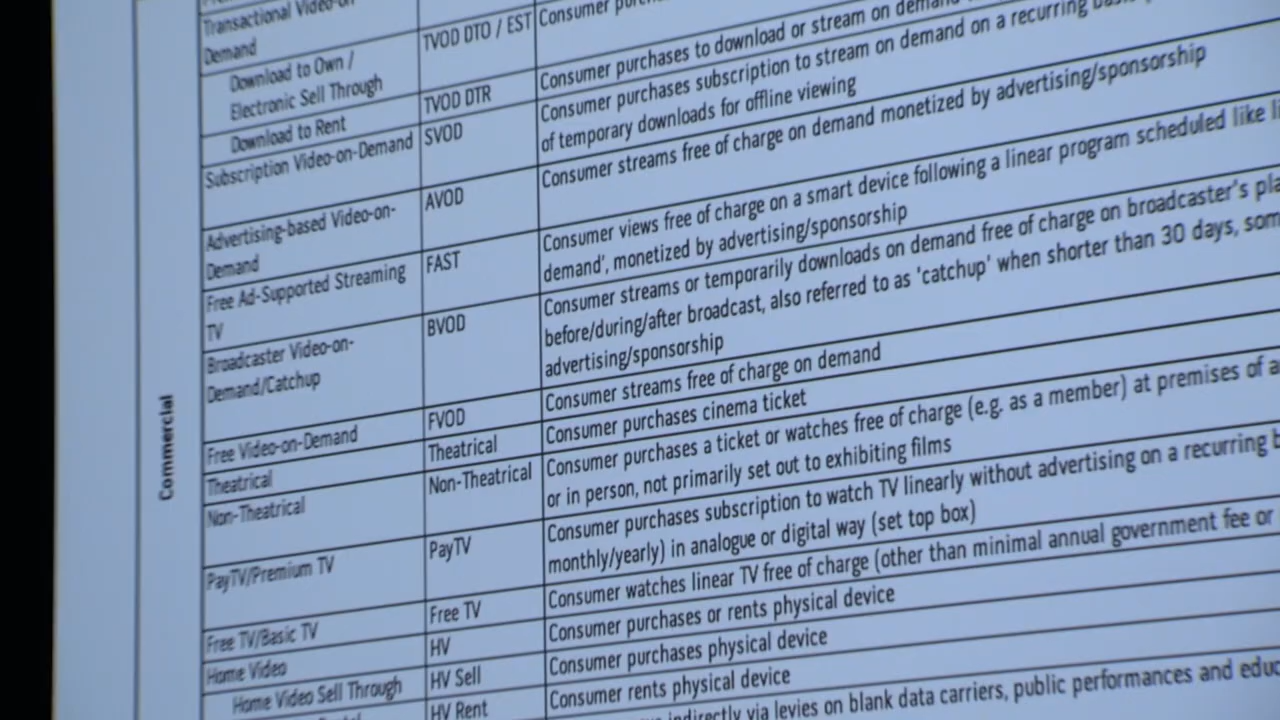 Transactional Video-on-
Demand
Consumer
Download to Own /
Electronic Sell Through
TVOD DTO / EST
Consumer purchases to download or stream on demand
Download to Rent
TVOD DTR
Consumer purchases subscription to stream on demand on a recurring
of temporary downloads for offline viewing
Subscription Video-on-Demand
SVOD
Consumer streams free of charge on demand monetized by advertising/sponsorship
Advertising-based Video-on-
Demand
AVOD
Consumer views free of charge on a smart device following a linear program scheduled like
demand', monetized by advertising/sponsorship
Free Ad-Supported Streaming
TV
FAST
Consumer streams or temporarily downloads on demand free of charge on broadcaster's
before/during/after broadcast, also referred to as 'catchup' when shorter than 30 days,
advertising/sponsorship
Broadcaster Video-on-
Demand/Catchup
BVOD
Consumer streams free of charge on demand
Free Video-on-Demand
FVOD
Consumer purchases cinema ticket
Theatrical
Theatrical
Consumer purchases a ticket or watches free of charge (e.g. as a member) at premises of
or in person, not primarily set out to exhibiting films
Non-Theatrical
Non-Theatrical
Consumer purchases subscription to watch TV linearly without advertising on a recurring
monthly/yearly) in analogue or digital way (set top box)
PayTV/Premium TV
PayTV
Consumer watches linear TV free of charge (other than minimal annual government fee or
Free TV/Basic TV
Free TV
Consumer purchases or rents physical device
Home Video
HV
Consumer purchases physical device
Home Video Sell Through
HV Sell
Consumer rents physical device
HV Rent
indirectly via levies on blank data carriers, public performances and
Commercial